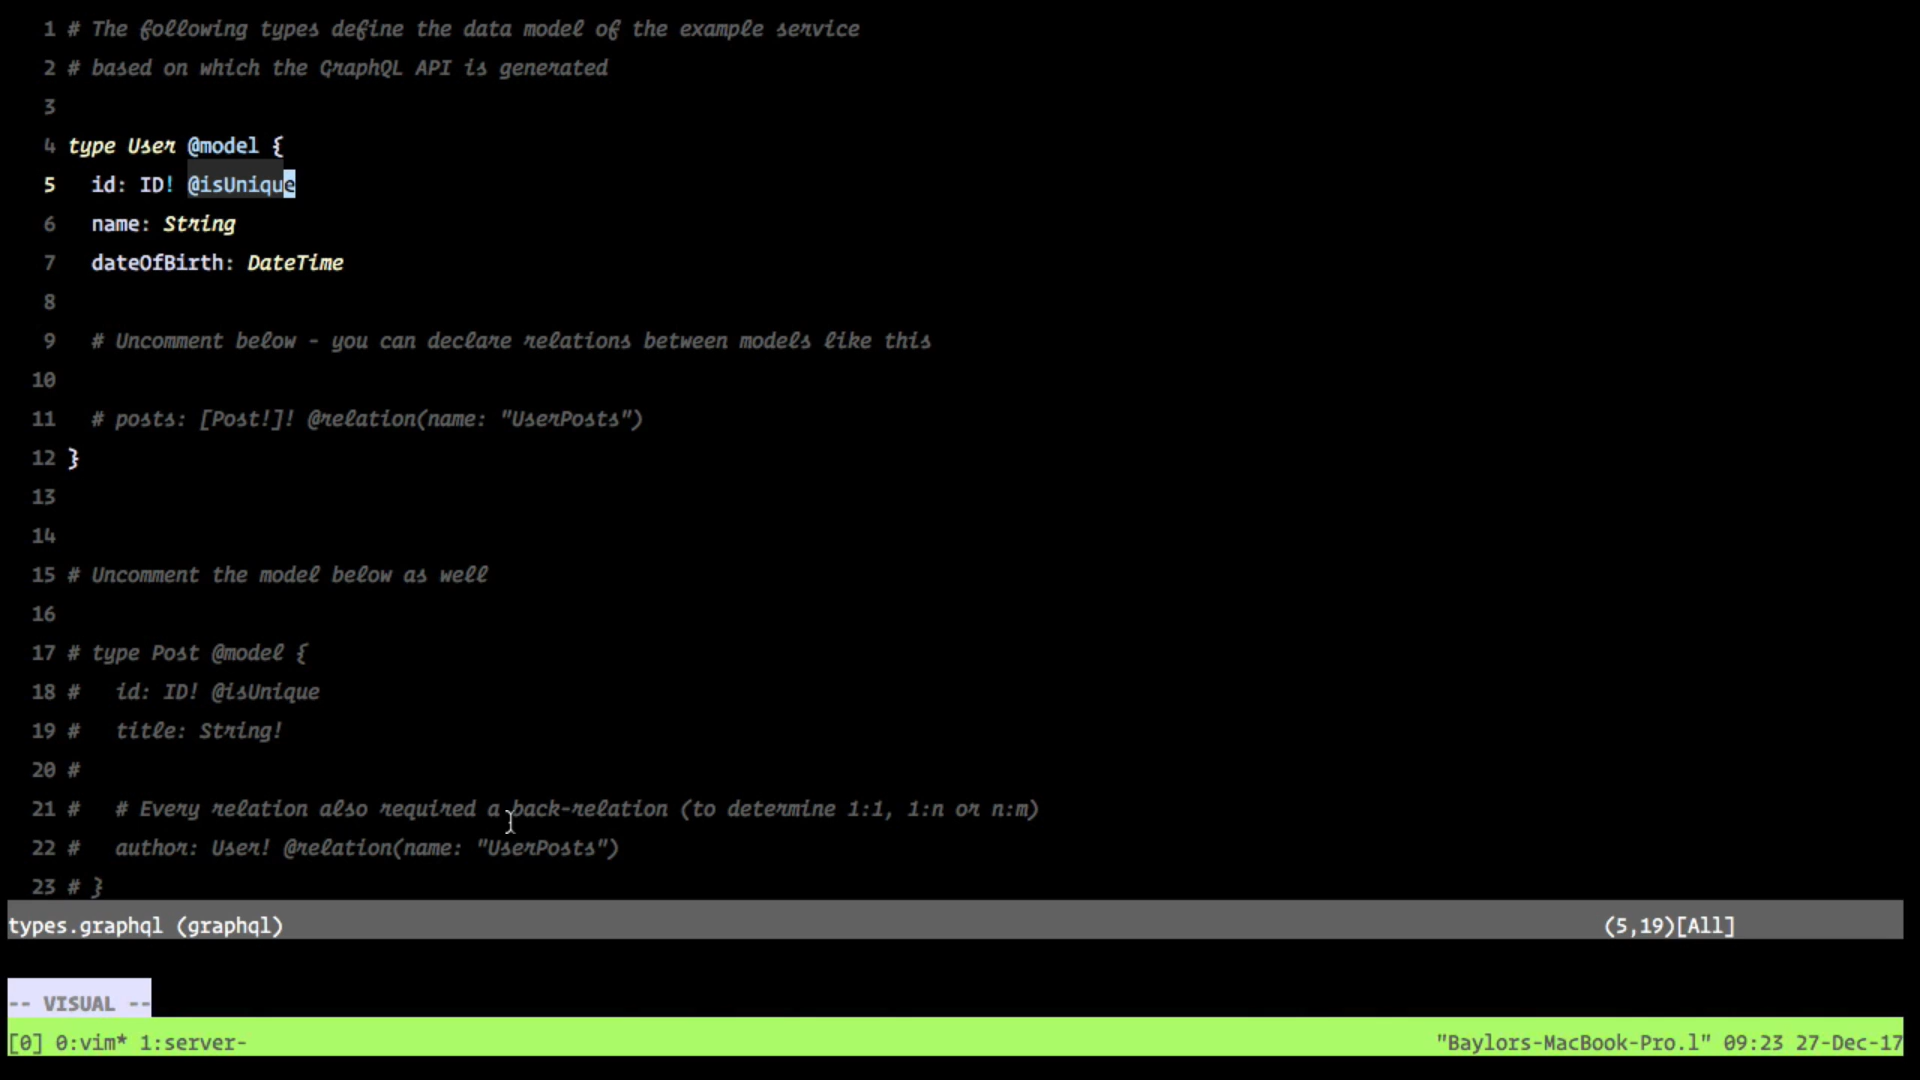 1 # The following types define the data model of the example service
2 # based on which the GraphQL API is generated
3
4 type User @model {
5   id: ID! @isUnique
6   name: String
7   dateOfBirth: DateTime
8
9   # Uncomment below - you can declare relations between models like this
10
11   # posts: [Post!]! @relation(name: "UserPosts")
12 }
13
14
15 # Uncomment the model below as well
16
17 # type Post @model {
18 #   id: ID! @isUnique
19 #   title: String!
20 #
21 #   # Every relation also required a back-relation (to determine 1:1, 1:n or n:m)
22 #   author: User! @relation(name: "UserPosts")
23 # }
types.graphql (graphql) (5,19)[All]
-- VISUAL --
[0] 0:vim* 1:server- "Baylors-MacBook-Pro.l" 09:23 27-Dec-17